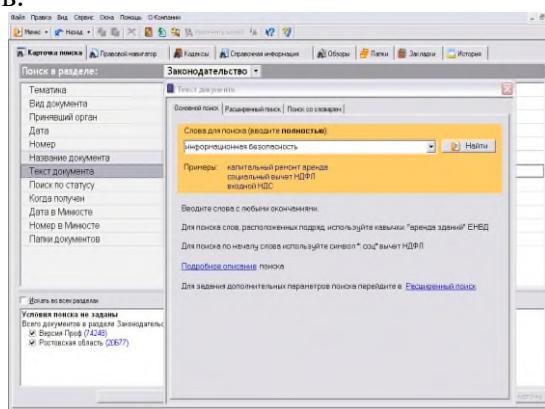 в.
Файл Правка Вид Сервис Окна Помощь О Компании
Меню Назад
Карточка поиска Правовой навигатор Кодексы Справочная информация Обзоры Папки Закладки История
Поиск в разделе: Законодательство
Тематика
Вид документа
Принявший орган
Дата
Номер
Название документа
Текст документа
Поиск по статусу
Когда получен
Дата в Минюсте
Номер в Минюсте
Папки документов
Искать во всех разделах
Условия поиска не заданы
Всего документов в разделе Законодательс
Версия Проф (74248)
Ростовская область (20677)
Текст документа
Основной поиск Расширенный поиск Поиск со словарем
Слова для поиска (вводите полностью):
информационная безопасность Найти
Примеры: капитальный ремонт аренда
социальный вычет НДФЛ
входной НДС
Вводите слова с любыми окончаниями.
Для поиска слов, расположенных подряд, используйте кавычки: "аренда зданий" ЕНВД
Для поиска по началу слова используйте символ *: соц* вычет НДФЛ
Подробное описание поиска
Для задания дополнительных параметров поиска перейдите в Расширенный поиск